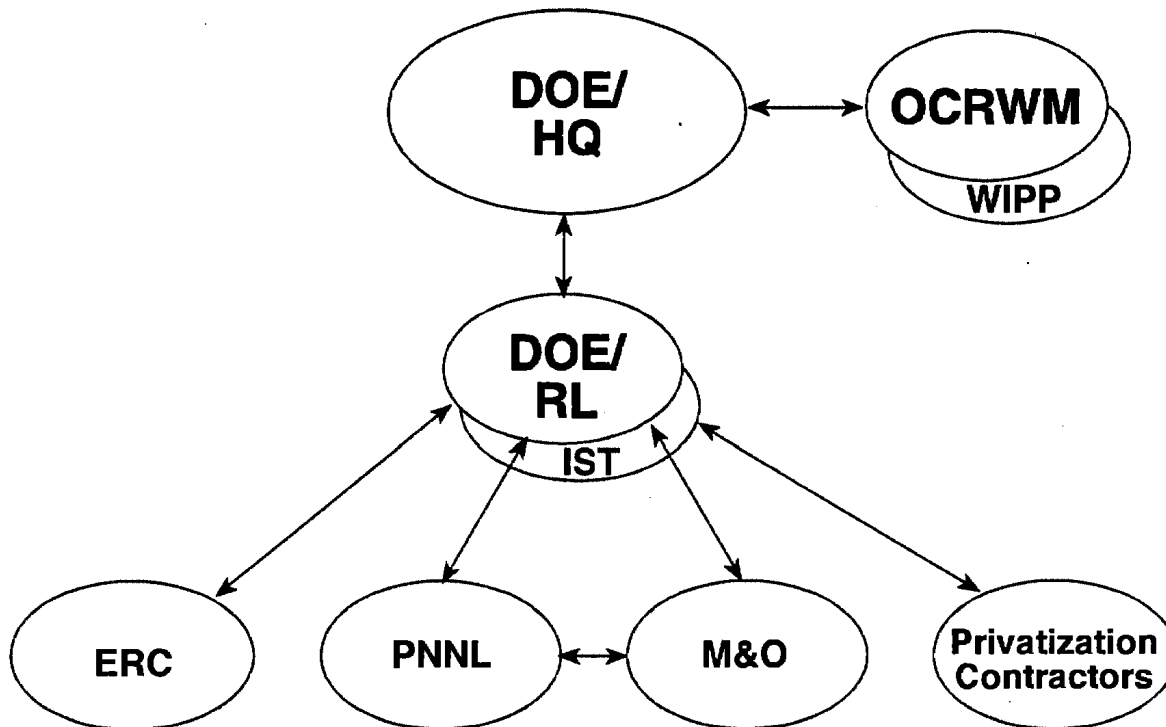 DOE/
HQ
OCRWM
WIPP
DOE/
RL
IST
ERC
PNNL
M&O
Privatization
Contractors